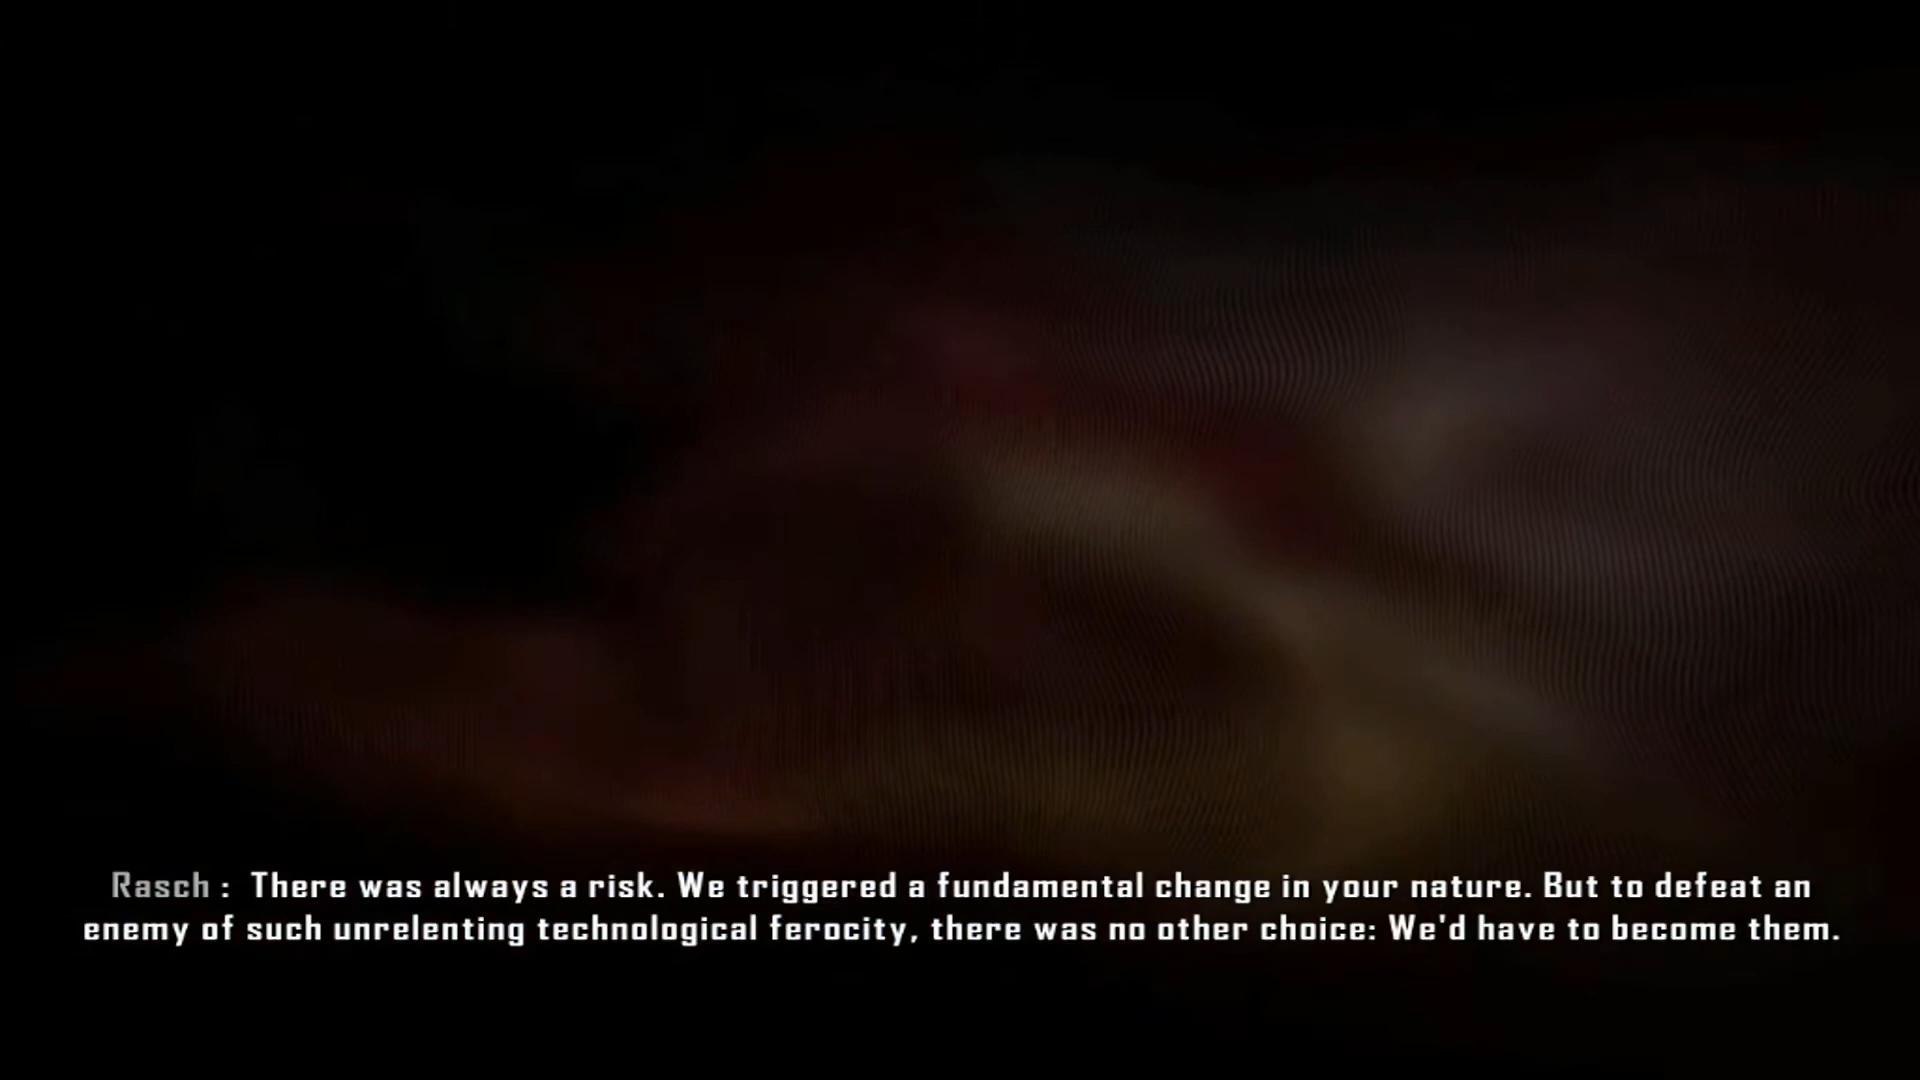 Rasch : There was always a risk. We triggered a fundamental change in your nature. But to defeat an
enemy of such unrelenting technological ferocity, there was no other choice: We'd have to become them.